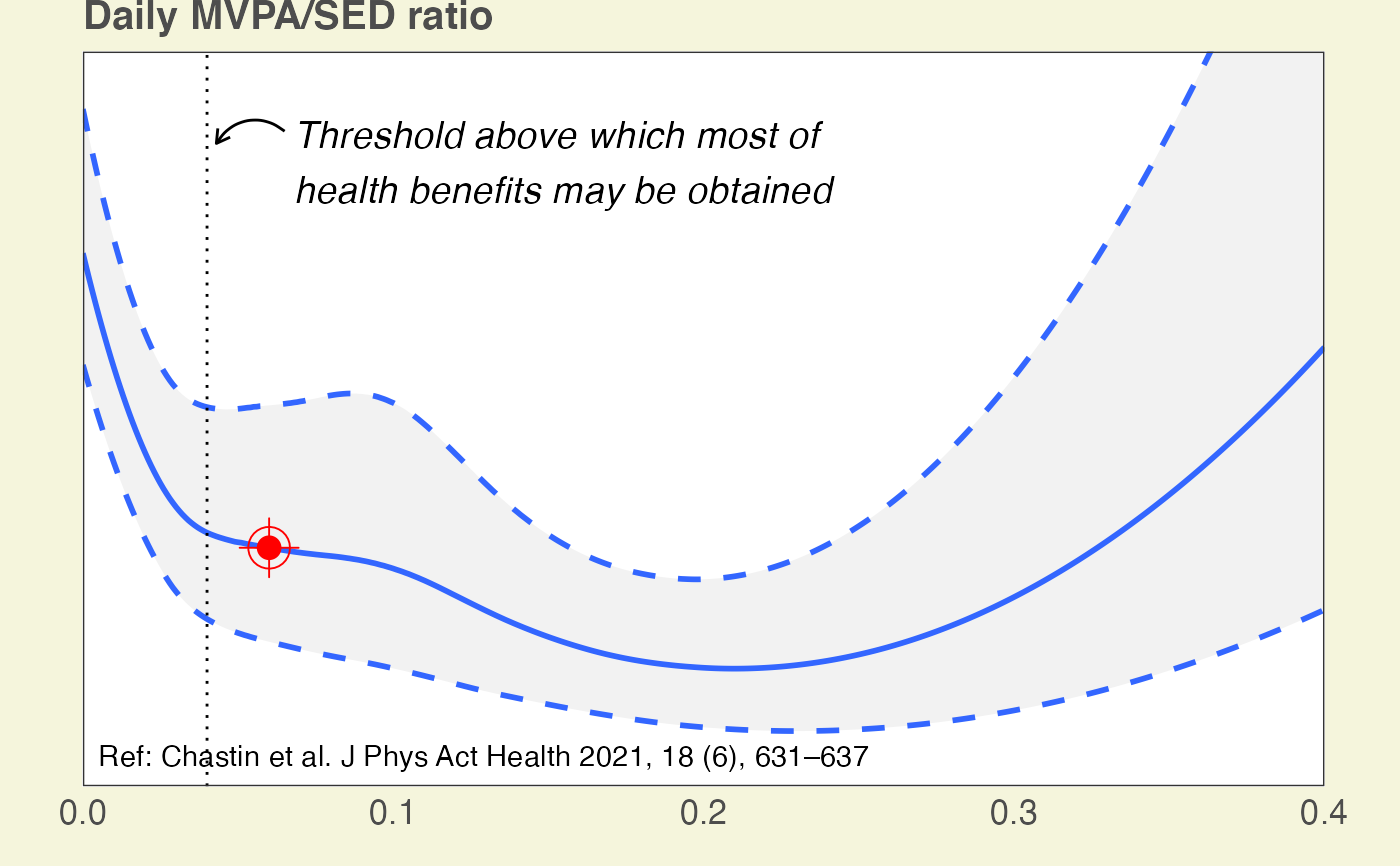 Daily MVPA/SED ratio
Threshold above which most of
health benefits may be obtained
Ref: Chastin et al. J Phys Act Health 2021, 18 (6), 631–637
0.0 0.1 0.2 0.3 0.4